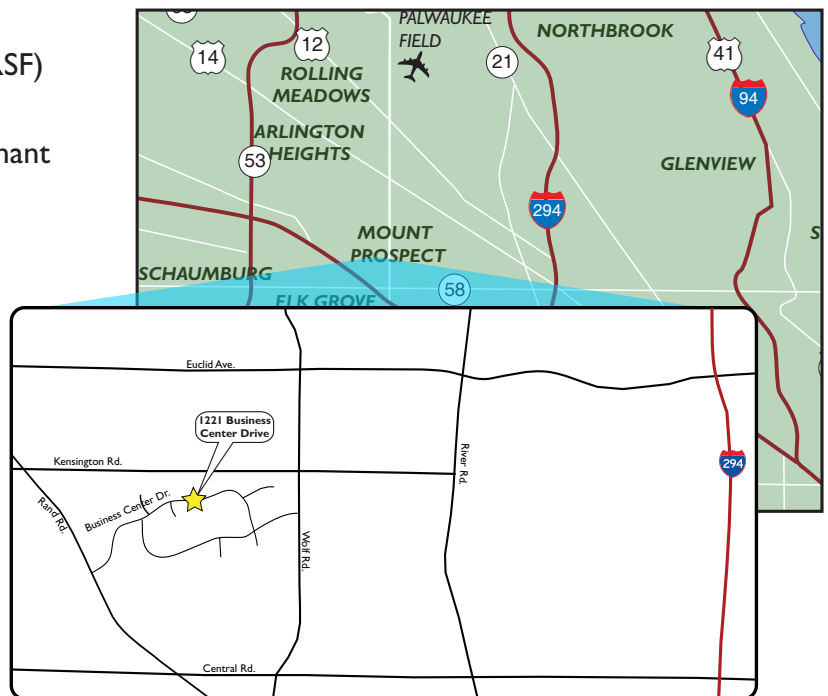 SF)
nant
PALWAUKEE
FIELD
NORTHBROOK
14
12
21
41
ROLLING
MEADOWS
94
ARLINGTON
HEIGHTS
53
GLENVIEW
294
MOUNT
PROSPECT
S
SCHAUMBURG
58
ELK GROVE
Euclid Ave.
1221 Business
Center Drive
Kensington Rd.
River Rd.
294
Rand Rd.
Business Center Dr.
Wolf Rd.
Central Rd.